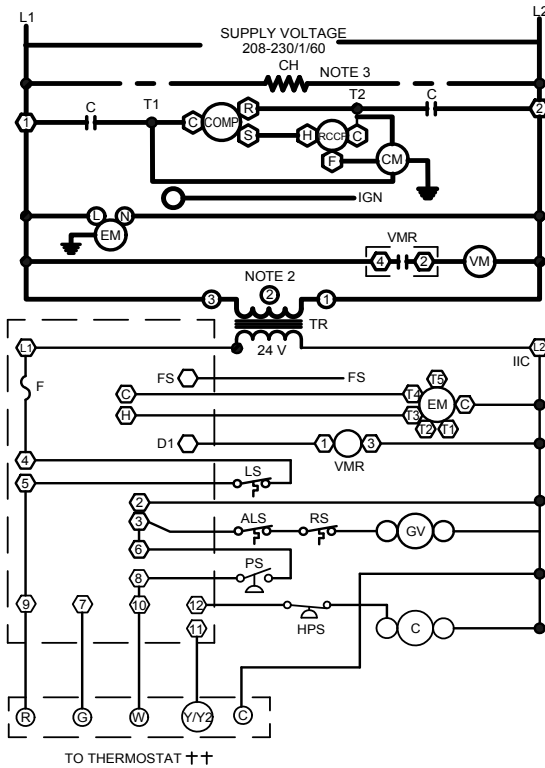 L1 L2
SUPPLY VOLTAGE
208-230/1/60
CH NOTE 3
C T1 T2 C
1 C COMP R 2
S H RCCF C
F CM
IGN
L N
EM
VMR
4 2 VM
NOTE 2
3 2 1
TR
L1 24 V L2
IIC
F FS FS T5
C T4 EM C
H T3
T2 T1
D1 1 3
VMR
4 LS
5
2
3 ALS RS GV
6
PS
8
9 7 10 12 C
HPS
11
R G W Y/Y2 C
TO THERMOSTAT ††